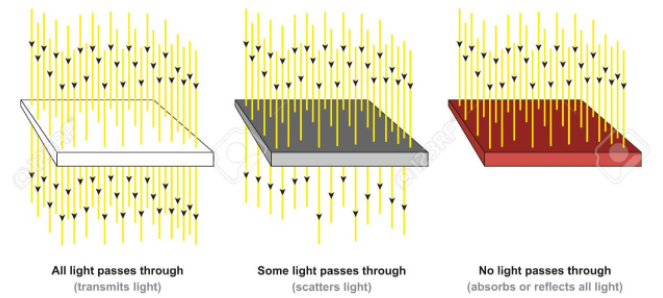 All light passes through
(transmits light)
Some light passes through
(scatters light)
No light passes through
(absorbs or reflects all light)